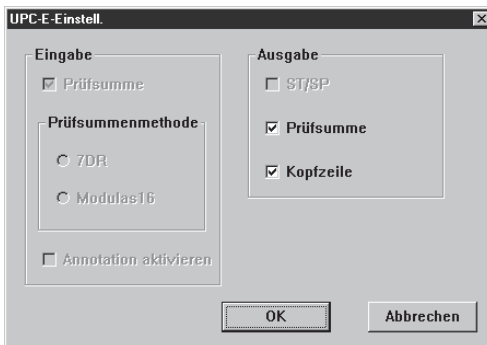 UPC-E-Einstell.
Eingabe
Prüfsumme
Prüfsummenmethode
7DR
Modulas16
Annotation aktivieren
Ausgabe
ST/SP
Prüfsumme
Kopfzeile
OK
Abbrechen